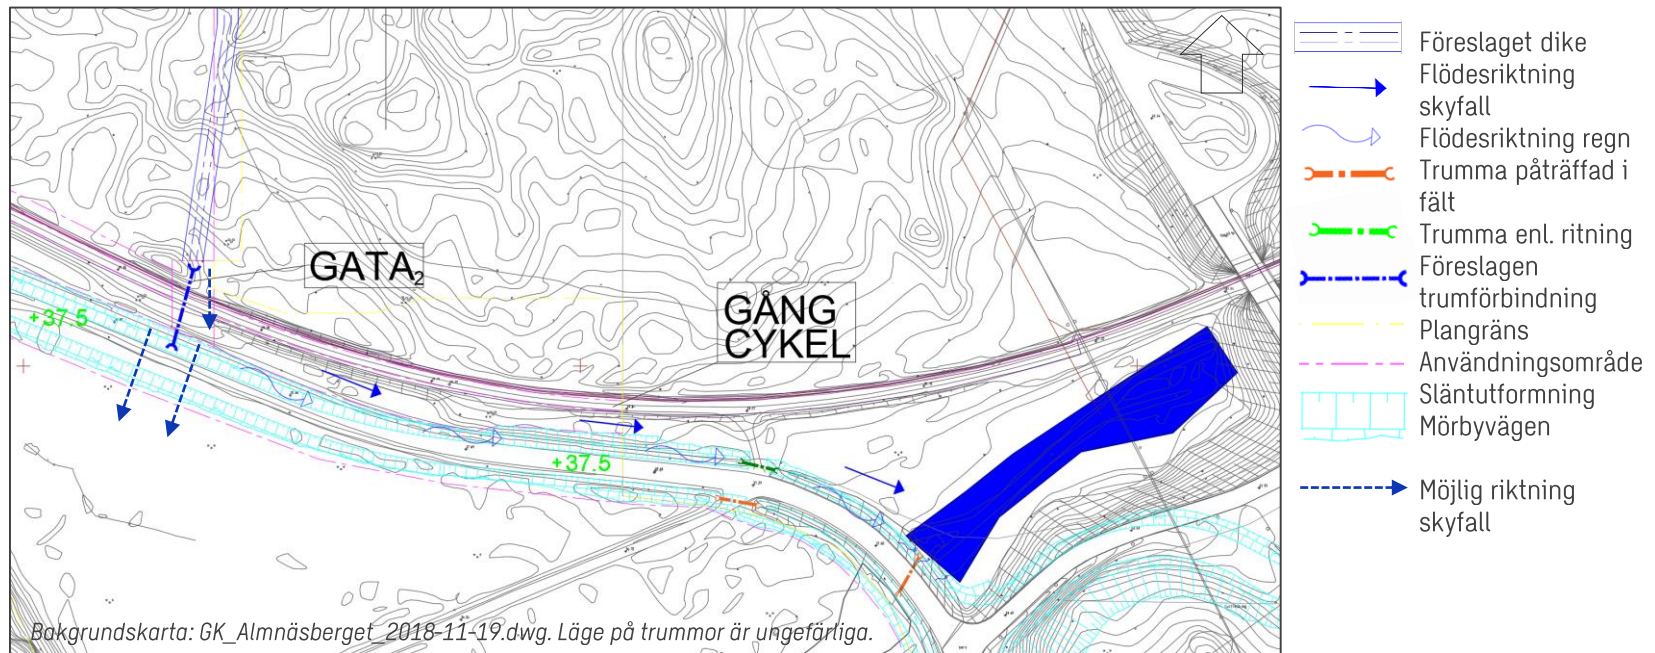 GATA2
GÅNG
CYKEL
+37.5
+37.5
Bakgrundskarta: GK_Almnäsberget_2018-11-19.dwg. Läge på trummor är ungefärliga.
Föreslaget dike
Flödesriktning
skyfall
Flödesriktning regn
Trumma påträffad i
fält
Trumma enl. ritning
Föreslagen
trumförbindning
Plangräns
Användningsområde
Släntutformning
Mörbyvägen
Möjlig riktning
skyfall